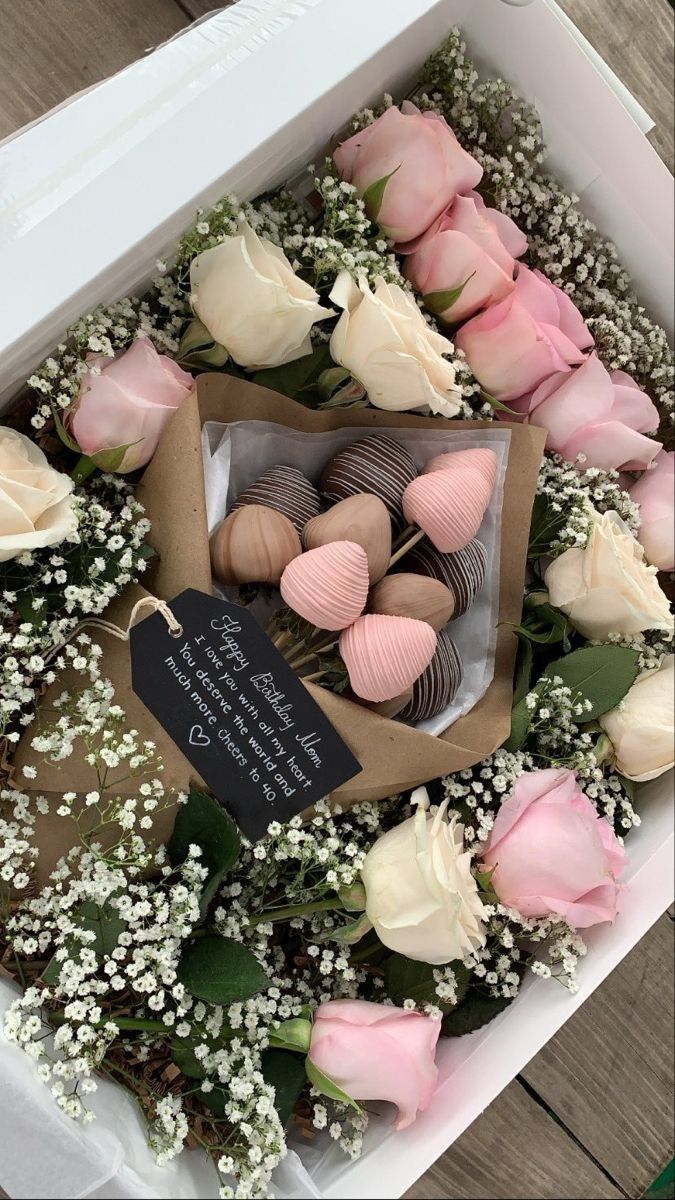 Happy Birthday Mom
I love you with all my heart.
You deserve the world and
much more. Cheers to 40.